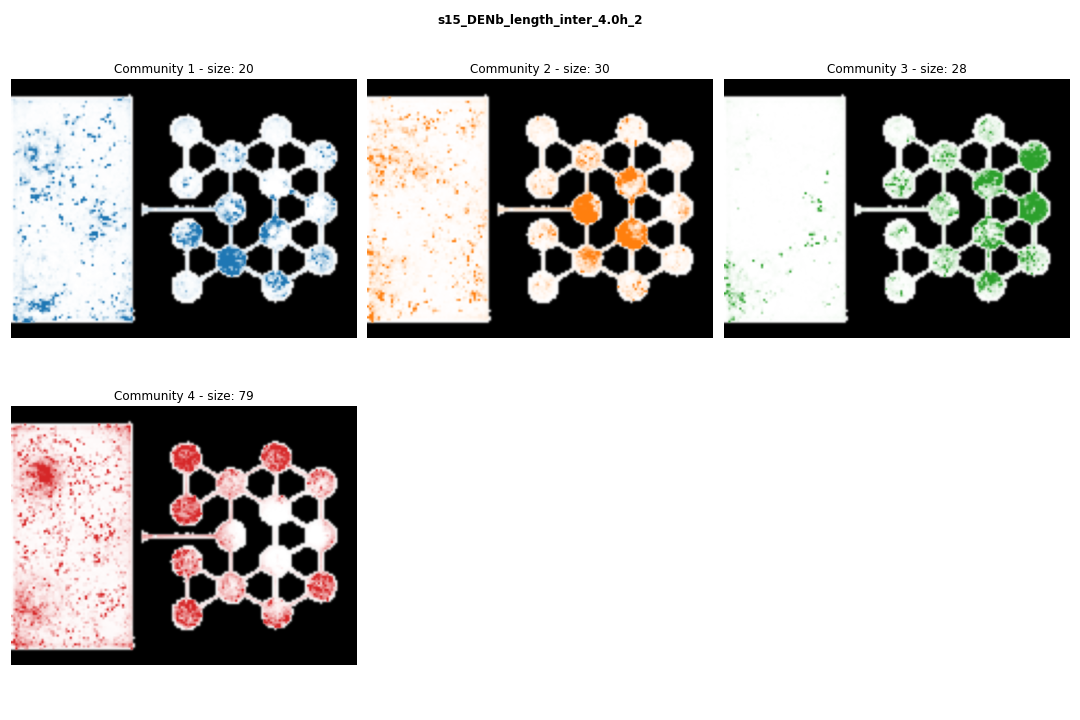 s15_DENb_length_inter_4.0h_2
Community 1 - size: 20
Community 2 - size: 30
Community 3 - size: 28
Community 4 - size: 79